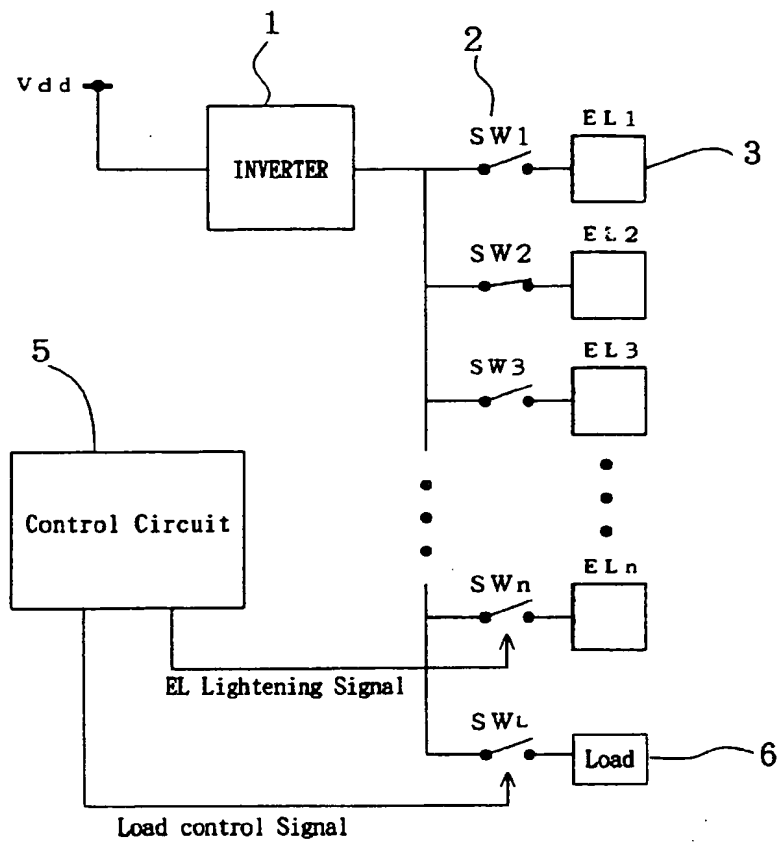 1
Vdd
INVERTER
2
SW1
EL1
3
SW2
EL2
SW3
EL3
5
Control Circuit
SWn
ELn
EL Lightening Signal
SWL
Load
6
Load control Signal